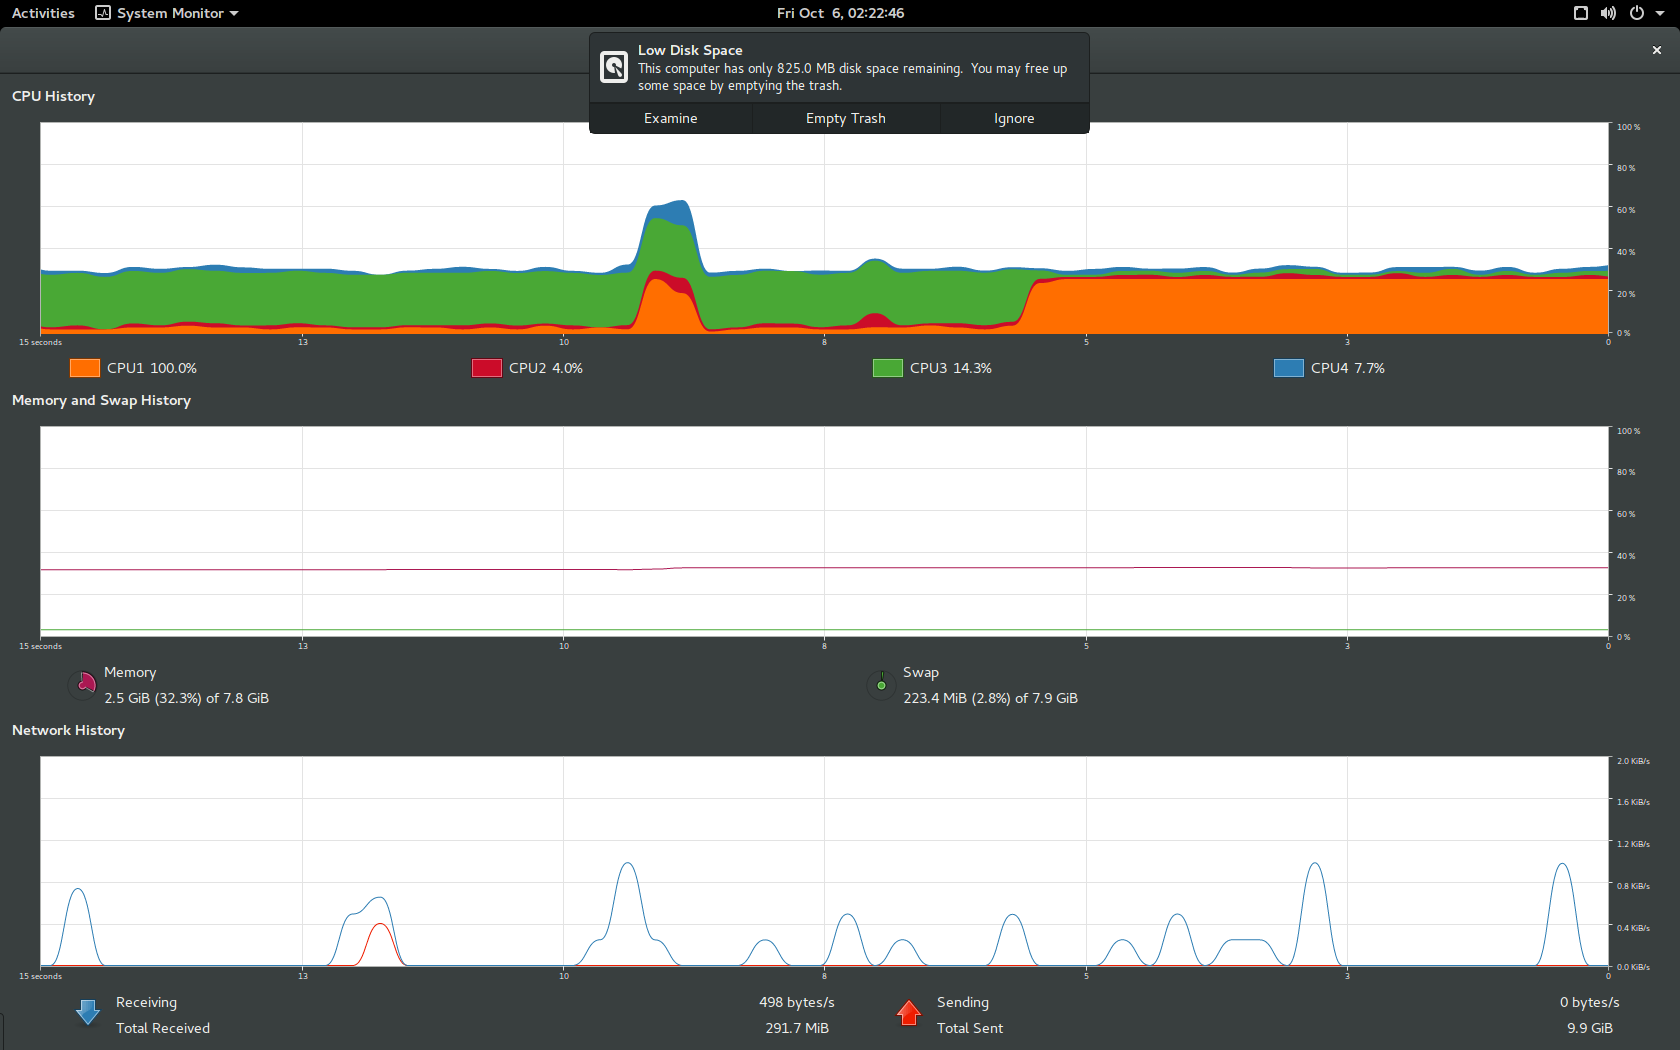 Activities
System Monitor
Fri Oct 6, 02:22:46
Low Disk Space
This computer has only 825.0 MB disk space remaining. You may free up
some space by emptying the trash.
Examine
Empty Trash
Ignore
CPU History
100 %
80 %
60 %
40 %
20 %
0 %
15 seconds
13
10
8
5
3
0
CPU1 100.0%
CPU2 4.0%
CPU3 14.3%
CPU4 7.7%
Memory and Swap History
100 %
80 %
60 %
40 %
20 %
0 %
15 seconds
13
10
8
5
3
0
Memory
2.5 GiB (32.3%) of 7.8 GiB
Swap
223.4 MiB (2.8%) of 7.9 GiB
Network History
2.0 KiB/s
1.6 KiB/s
1.2 KiB/s
0.8 KiB/s
0.4 KiB/s
0.0 KiB/s
15 seconds
13
10
8
5
3
0
Receiving
498 bytes/s
Total Received
291.7 MiB
Sending
0 bytes/s
Total Sent
9.9 GiB